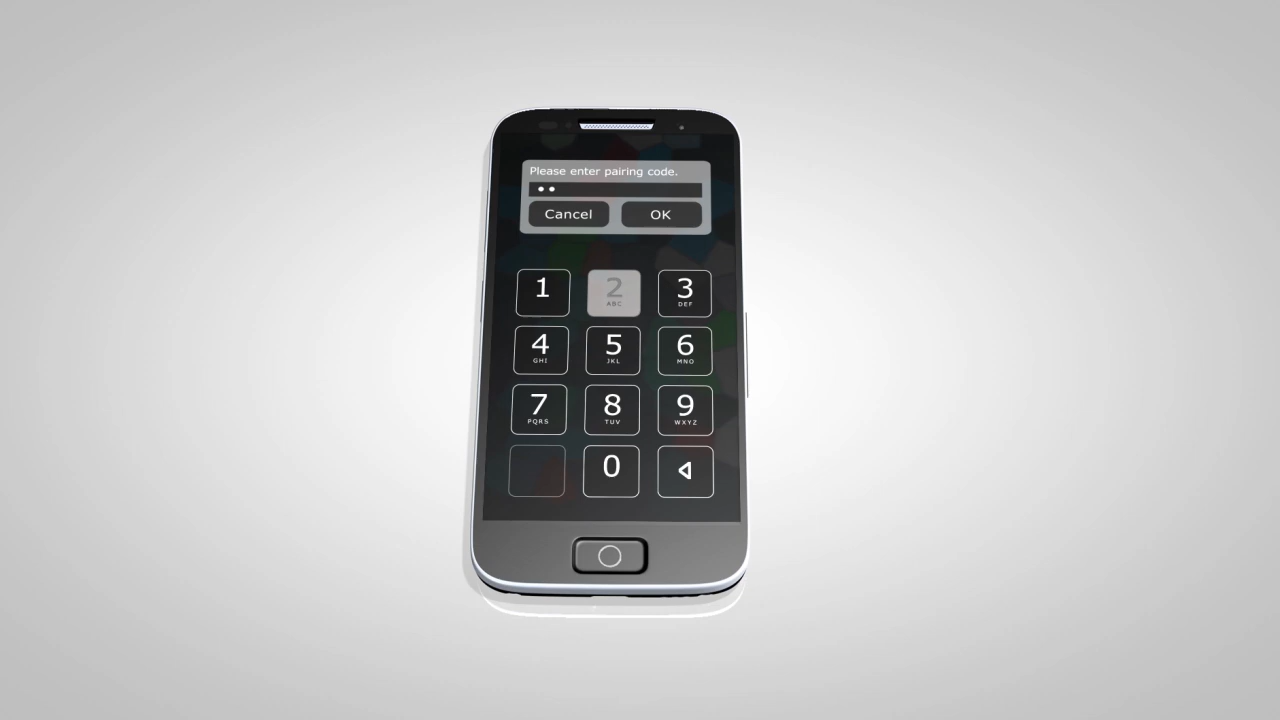 Please enter pairing code.
Cancel OK
1 2 3
ABC DEF
4 5 6
GHI JKL MNO
7 8 9
PQRS TUV WXYZ
0